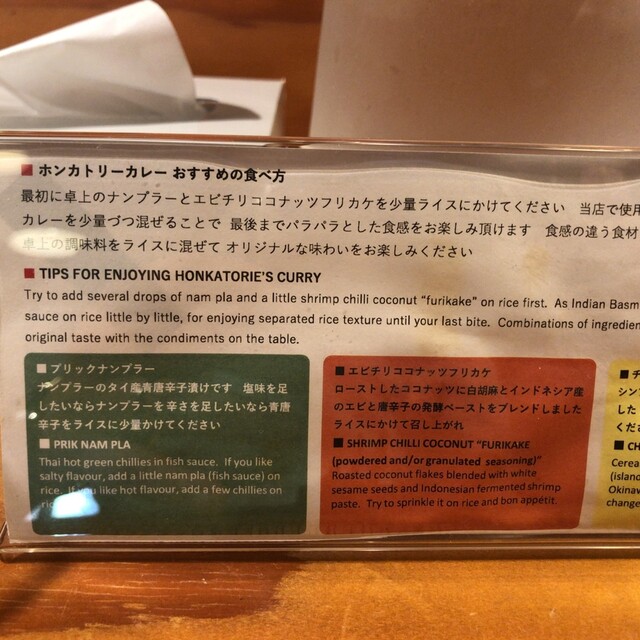 ■ ホンカトリーカレー おすすめの食べ方
最初に卓上のナンプラーとエビチリココナッツフリカケを少量ライスにかけてください 当店で使用
カレーを少量づつ混ぜることで 最後までパラパラとした食感をお楽しみ頂けます 食感の違う食材
卓上の調味料をライスに混ぜて オリジナルな味わいをお楽しみください
■ TIPS FOR ENJOYING HONKATORIE'S CURRY
Try to add several drops of nam pla and a little shrimp chilli coconut "furikake" on rice first. As Indian Basm
sauce on rice little by little, for enjoying separated rice texture until your last bite. Combinations of ingredien
original taste with the condiments on the table.
■ プリックナンプラー
ナンプラーのタイ産青唐辛子漬けです 塩味を足
したいならナンプラーを辛さを足したいなら青唐
辛子をライスに少量かけてください
■ PRIK NAM PLA
Thai hot green chillies in fish sauce. If you like
salty flavour, add a little nam pla (fish sauce) on
rice. If you like hot flavour, add a few chillies on
rice
■ エビチリココナッツフリカケ
ローストしたココナッツに白胡麻とインドネシア産
のエビと唐辛子の発酵ペーストをブレンドしました
ライスにかけて召し上がれ
■ SHRIMP CHILLI COCONUT "FURIKAKE
(powdered and/or granulated seasoning)"
Roasted coconut flakes blended with white
sesame seeds and Indonesian fermented shrimp
paste. Try to sprinkle it on rice and bon appétit.
■ チ
シン
した
くださ
■ CH
Cerea
(island
Okinaw
change